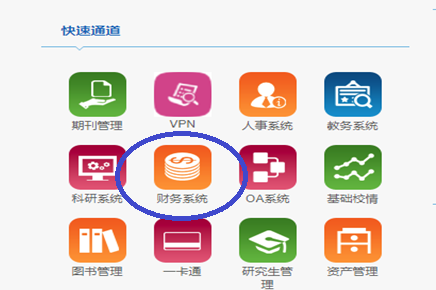 快速通道
期刊管理
VPN
人事系统
教务系统
科研系统
财务系统
OA系统
基础校情
图书管理
一卡通
研究生管
理
资产管理